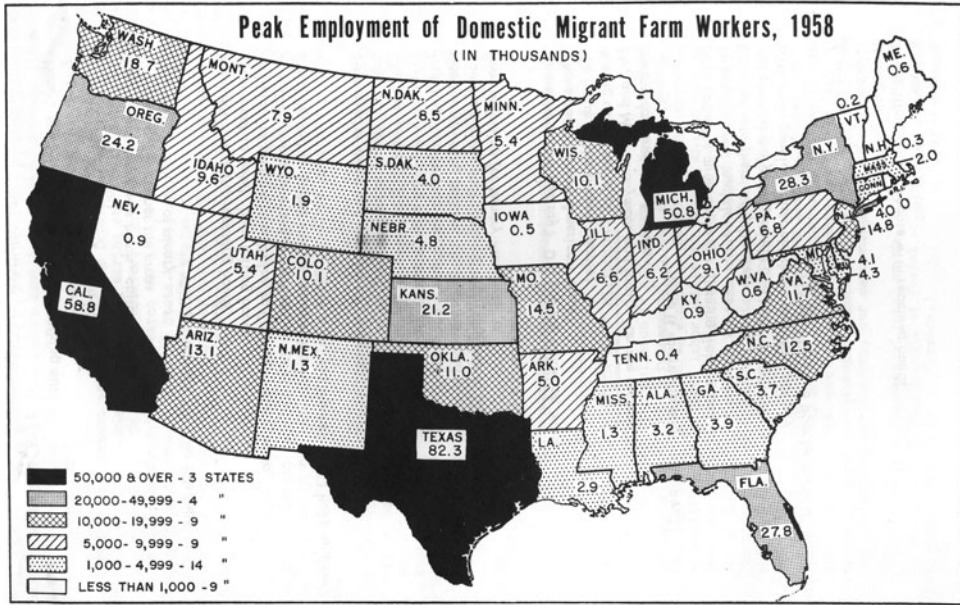 Peak Employment of Domestic Migrant Farm Workers, 1958
(IN THOUSANDS)
WASH.
18.7
OREG.
24.2
CAL.
58.8
NEV.
0.9
IDAHO
9.6
MONT.
7.9
WYO.
1.9
UTAH
5.4
COLO.
10.1
ARIZ.
13.1
N.MEX.
1.3
N.DAK.
8.5
S.DAK.
4.0
NEBR.
4.8
KANS.
21.2
OKLA.
11.0
TEXAS
82.3
MINN.
5.4
IOWA
0.5
MO.
14.5
ARK.
5.0
LA.
2.9
WIS.
10.1
ILL.
6.6
MICH.
50.8
IND.
6.2
OHIO
9.1
KY.
0.9
TENN. 0.4
MISS.
1.3
ALA.
3.2
GA.
3.9
FLA.
27.8
S.C.
3.7
N.C.
12.5
VA.
11.7
W.VA.
0.6
PA.
6.8
N.Y.
28.3
ME.
0.6
0.2
VT.
N.H.
0.3
MASS.
2.0
CONN.
4.0
0
N.J.
14.8
4.1
MD.
4.3
50,000 & OVER - 3 STATES
20,000-49,999 - 4 "
10,000-19,999 - 9 "
5,000-9,999 - 9 "
1,000-4,999 - 14 "
LESS THAN 1,000 - 9 "